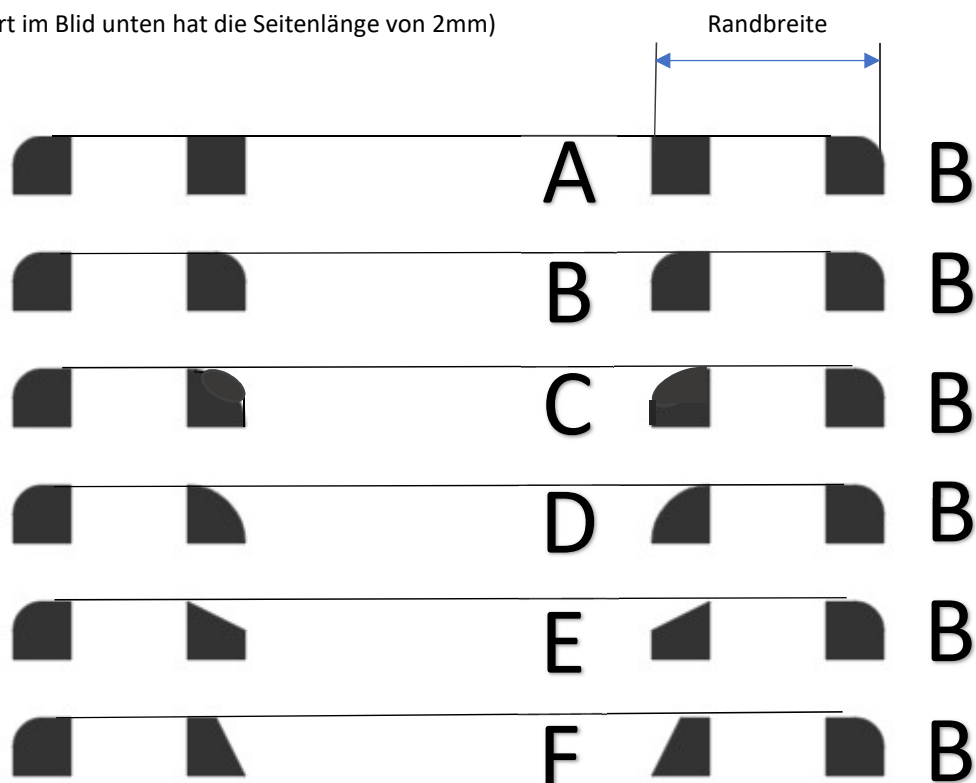 rt im Blid unten hat die Seitenlänge von 2mm) Randbreite
A B
B B
C B
D B
E B
F B